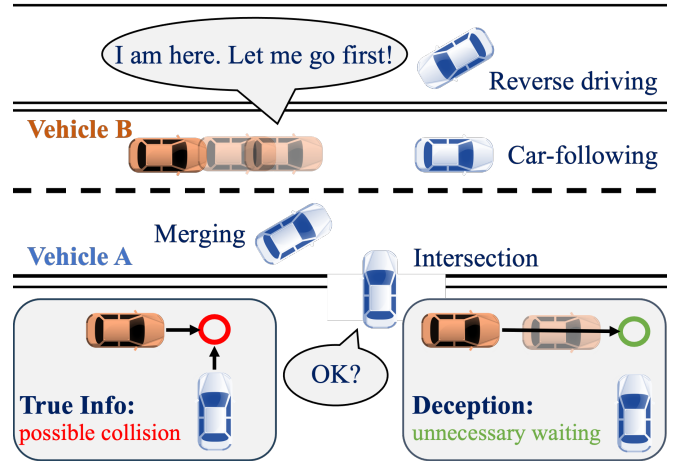 I am here. Let me go first!
Reverse driving
Vehicle B
Car-following
Merging
Vehicle A
Intersection
OK?
True Info:
possible collision
Deception:
unnecessary waiting